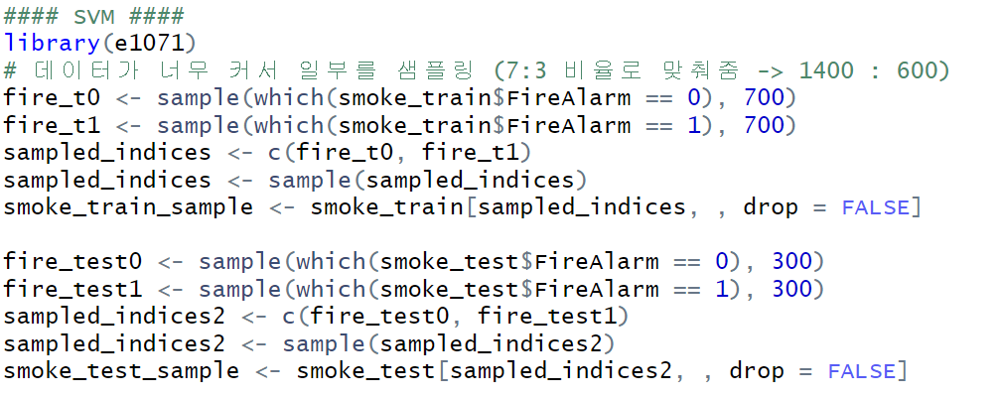 #### SVM ####
library(e1071)
# 데이터가 너무 커서 일부를 샘플링 (7:3 비율로 맞춰줌 -> 1400 : 600)
fire_t0 <- sample(which(smoke_train$FireAlarm == 0), 700)
fire_t1 <- sample(which(smoke_train$FireAlarm == 1), 700)
sampled_indices <- c(fire_t0, fire_t1)
sampled_indices <- sample(sampled_indices)
smoke_train_sample <- smoke_train[sampled_indices, , drop = FALSE]

fire_test0 <- sample(which(smoke_test$FireAlarm == 0), 300)
fire_test1 <- sample(which(smoke_test$FireAlarm == 1), 300)
sampled_indices2 <- c(fire_test0, fire_test1)
sampled_indices2 <- sample(sampled_indices2)
smoke_test_sample <- smoke_test[sampled_indices2, , drop = FALSE]